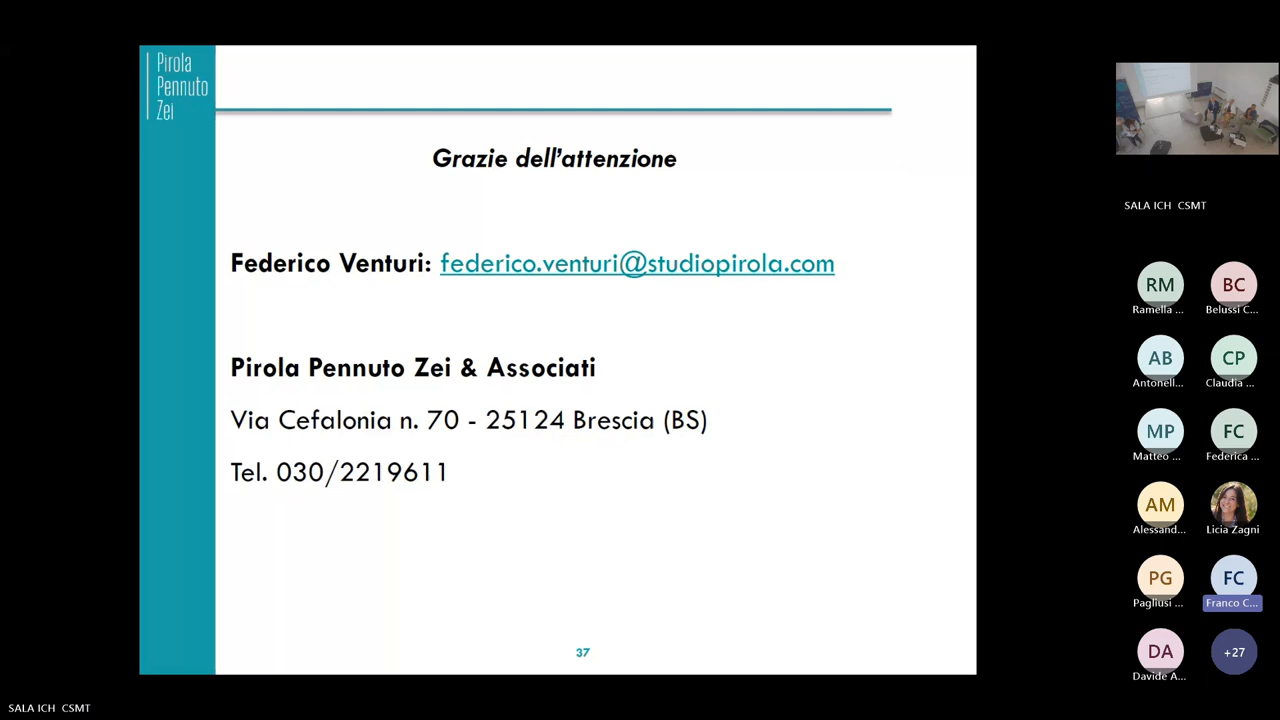 Pirola
Pennuto
Zei
Grazie dell'attenzione
Federico Venturi: federico.venturi@studiopirola.com
Pirola Pennuto Zei & Associati
Via Cefalonia n. 70 - 25124 Brescia (BS)
Tel. 030/2219611
37
SALA ICH CSMT
RM
BC
Ramella ...
Belussi C...
AB
CP
Antonell...
Claudia ...
MP
FC
Matteo ...
Federica ...
AM
Alessand...
Licia Zagni
PG
FC
Pagliusi ...
Franco C...
DA
+27
Davide A...
SALA ICH CSMT